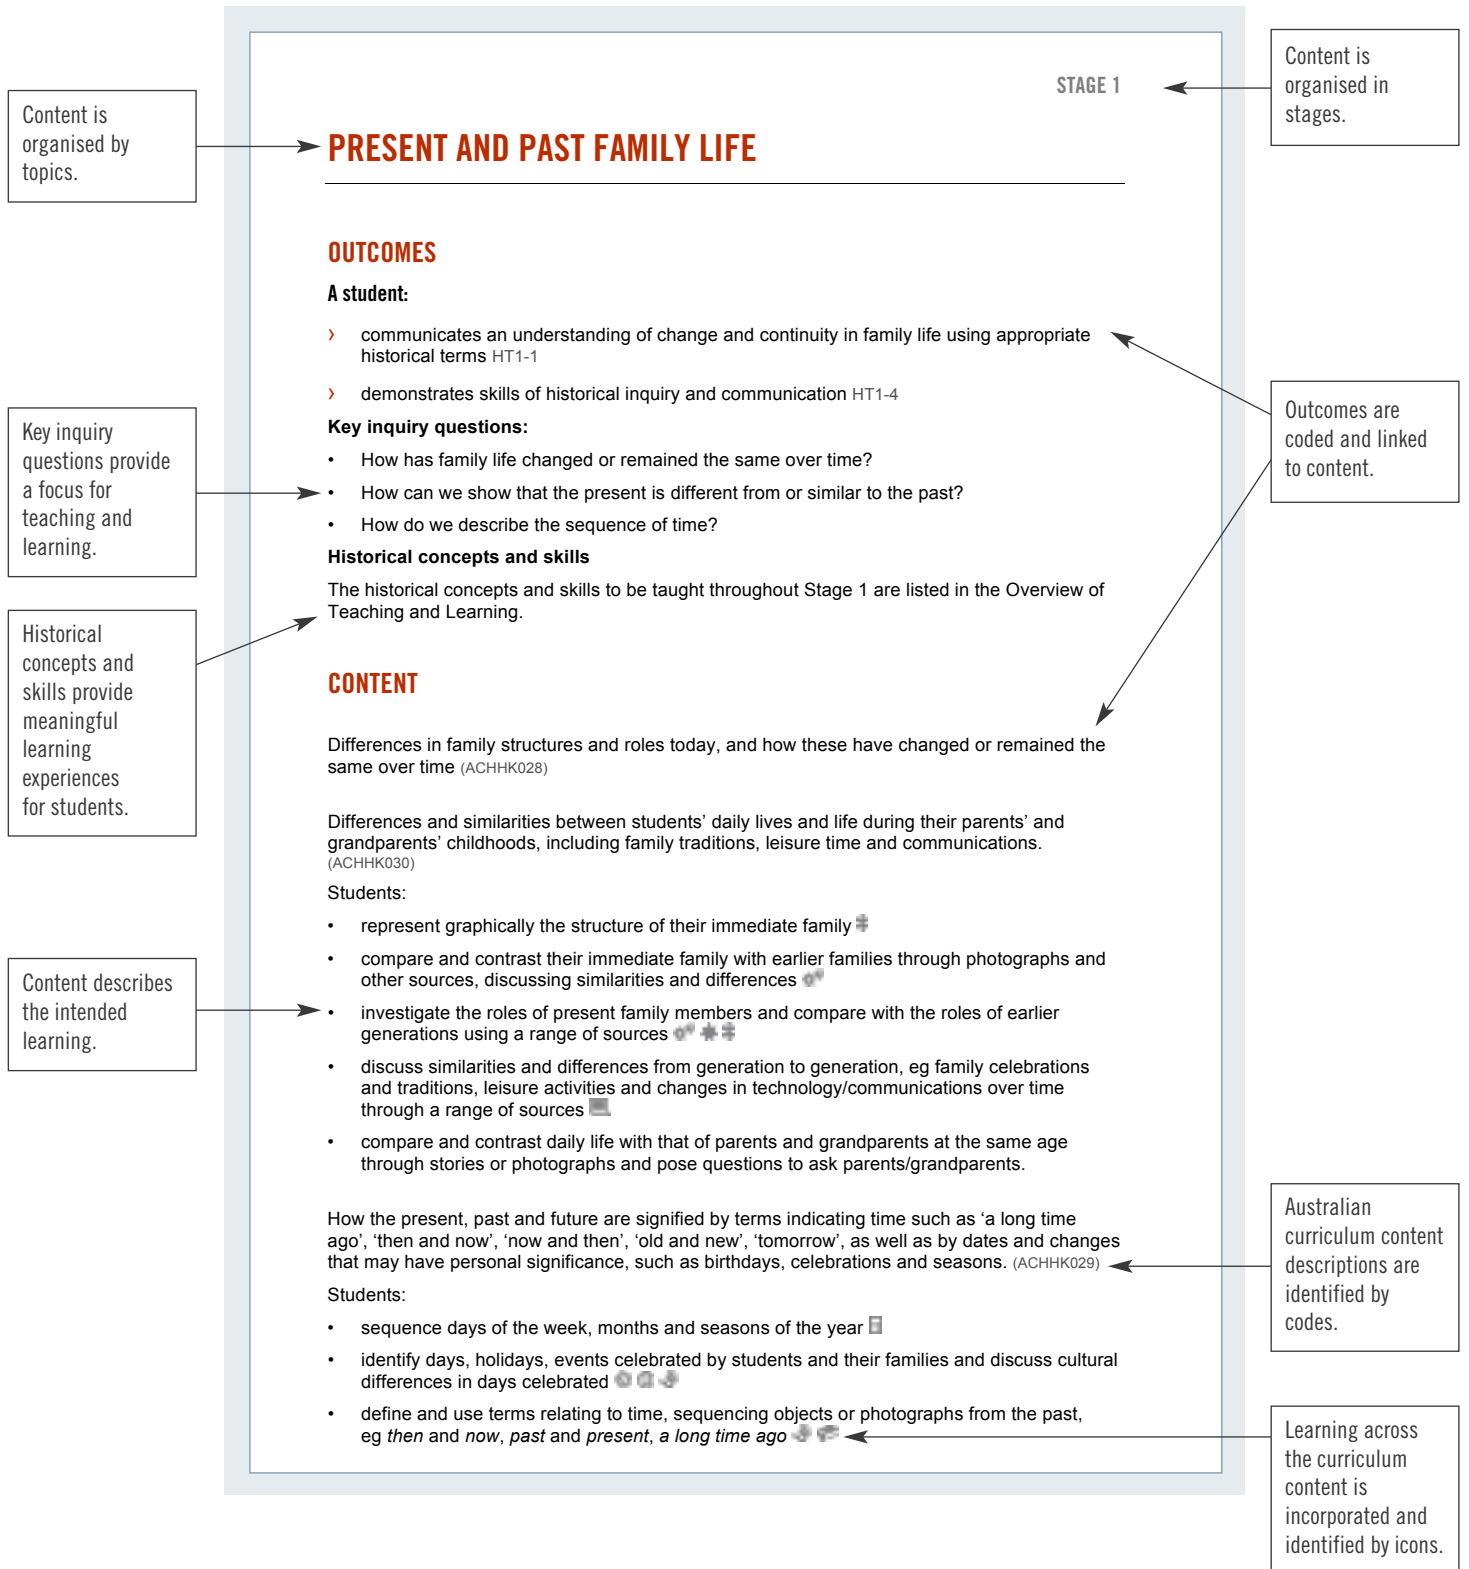 Content is
organised by
topics.
Key inquiry
questions provide
a focus for
teaching and
learning.
Historical
concepts and
skills provide
meaningful
learning
experiences
for students.
Content describes
the intended
learning.
STAGE 1
PRESENT AND PAST FAMILY LIFE
OUTCOMES
A student:
› communicates an understanding of change and continuity in family life using appropriate
historical terms HT1-1
› demonstrates skills of historical inquiry and communication HT1-4
Key inquiry questions:
• How has family life changed or remained the same over time?
• How can we show that the present is different from or similar to the past?
• How do we describe the sequence of time?
Historical concepts and skills
The historical concepts and skills to be taught throughout Stage 1 are listed in the Overview of
Teaching and Learning.
CONTENT
Differences in family structures and roles today, and how these have changed or remained the
same over time (ACHHK028)
Differences and similarities between students’ daily lives and life during their parents’ and
grandparents’ childhoods, including family traditions, leisure time and communications.
(ACHHK030)
Students:
• represent graphically the structure of their immediate family
• compare and contrast their immediate family with earlier families through photographs and
other sources, discussing similarities and differences
• investigate the roles of present family members and compare with the roles of earlier
generations using a range of sources
• discuss similarities and differences from generation to generation, eg family celebrations
and traditions, leisure activities and changes in technology/communications over time
through a range of sources
• compare and contrast daily life with that of parents and grandparents at the same age
through stories or photographs and pose questions to ask parents/grandparents.
How the present, past and future are signified by terms indicating time such as ‘a long time
ago’, ‘then and now’, ‘now and then’, ‘old and new’, ‘tomorrow’, as well as by dates and changes
that may have personal significance, such as birthdays, celebrations and seasons. (ACHHK029)
Students:
• sequence days of the week, months and seasons of the year
• identify days, holidays, events celebrated by students and their families and discuss cultural
differences in days celebrated
• define and use terms relating to time, sequencing objects or photographs from the past,
eg then and now, past and present, a long time ago
Content is
organised in
stages.
Outcomes are
coded and linked
to content.
Australian
curriculum content
descriptions are
identified by
codes.
Learning across
the curriculum
content is
incorporated and
identified by icons.